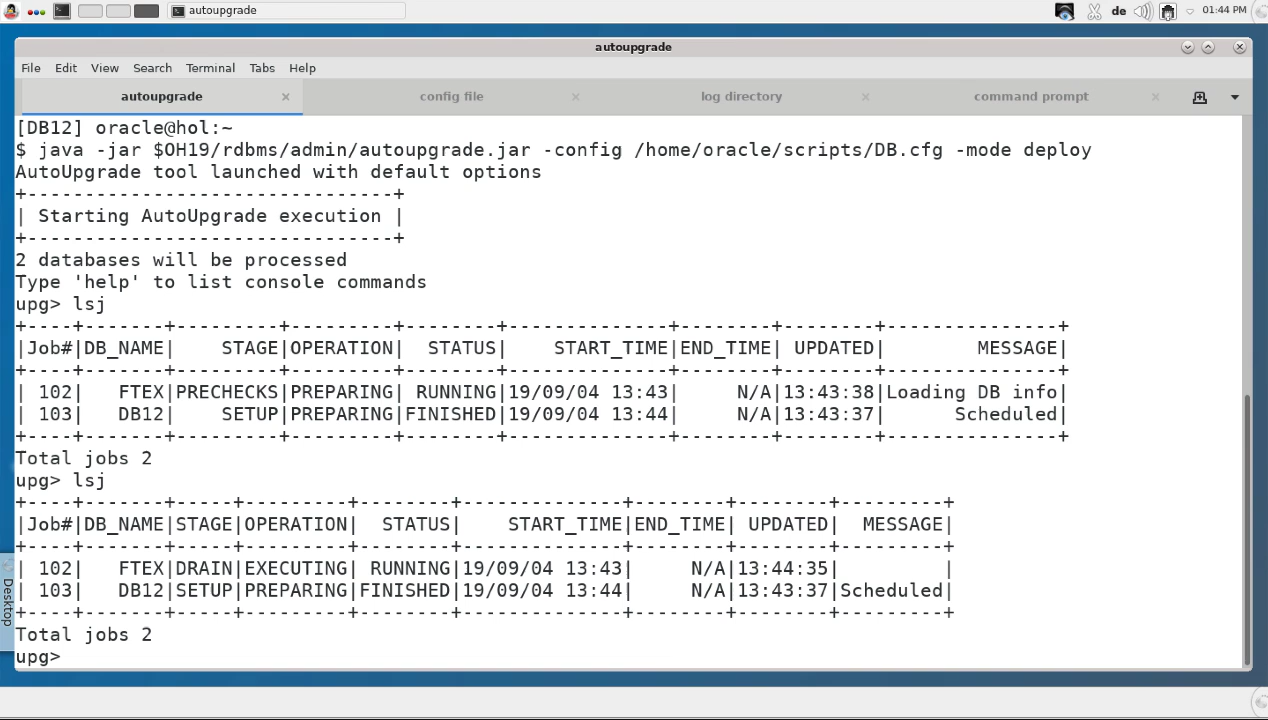 autoupgrade
de
01:44 PM
autoupgrade
File Edit View Search Terminal Tabs Help
autoupgrade × config file × log directory × command prompt ×
[DB12] oracle@hol:~
$ java -jar $OH19/rdbms/admin/autoupgrade.jar -config /home/oracle/scripts/DB.cfg -mode deploy
AutoUpgrade tool launched with default options
+--------------------------------+
| Starting AutoUpgrade execution |
+--------------------------------+
2 databases will be processed
Type 'help' to list console commands
upg> lsj
+----+-------+---------+---------+--------+--------------+--------+--------+---------------+
|Job#|DB_NAME|    STAGE|OPERATION|  STATUS|    START_TIME|END_TIME| UPDATED|        MESSAGE|
+----+-------+---------+---------+--------+--------------+--------+--------+---------------+
| 102|   FTEX|PRECHECKS|PREPARING| RUNNING|19/09/04 13:43|     N/A|13:43:38|Loading DB info|
| 103|   DB12|    SETUP|PREPARING|FINISHED|19/09/04 13:44|     N/A|13:43:37|      Scheduled|
+----+-------+---------+---------+--------+--------------+--------+--------+---------------+
Total jobs 2
upg> lsj
+----+-------+-----+---------+--------+--------------+--------+--------+---------+
|Job#|DB_NAME|STAGE|OPERATION|  STATUS|    START_TIME|END_TIME| UPDATED|  MESSAGE|
+----+-------+-----+---------+--------+--------------+--------+--------+---------+
| 102|   FTEX|DRAIN|EXECUTING| RUNNING|19/09/04 13:43|     N/A|13:44:35|         |
| 103|   DB12|SETUP|PREPARING|FINISHED|19/09/04 13:44|     N/A|13:43:37|Scheduled|
+----+-------+-----+---------+--------+--------------+--------+--------+---------+
Total jobs 2
upg>
Desktop